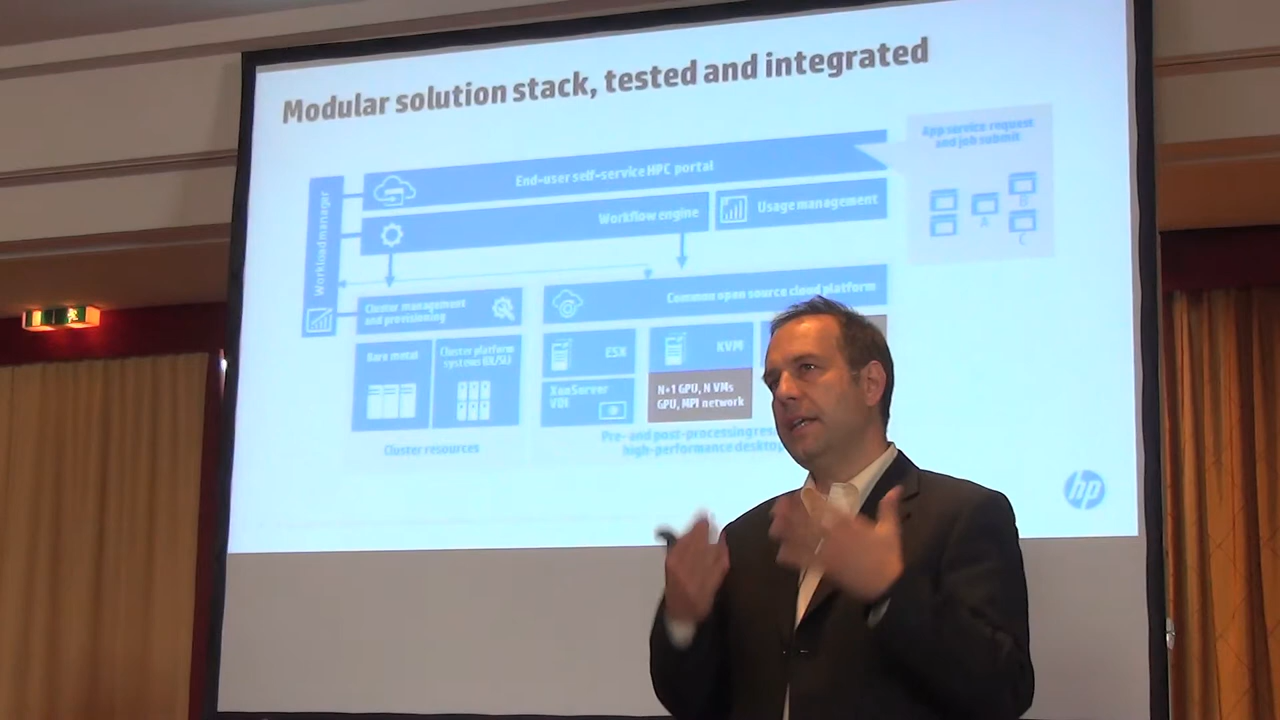 Modular solution stack, tested and integrated
App service request
and job submit
End-user self-service HPC portal
Workload manager
Workflow engine
Usage management
B
A
C
Cluster management
and provisioning
Common open source cloud platform
Bare metal
Cluster platform
systems (DL/SL)
ESX
KVM
XenServer
VDI
N+1 GPU, N VMs
GPU, MPI network
Cluster resources
Pre- and post-processing
high-performance
hp